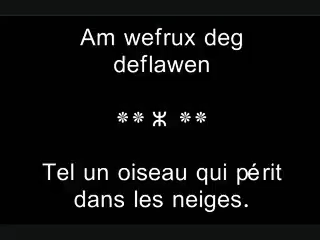 Am wefrux deg
deflawen
❊❊ ⵣ ❊❊
Tel un oiseau qui périt
dans les neiges.